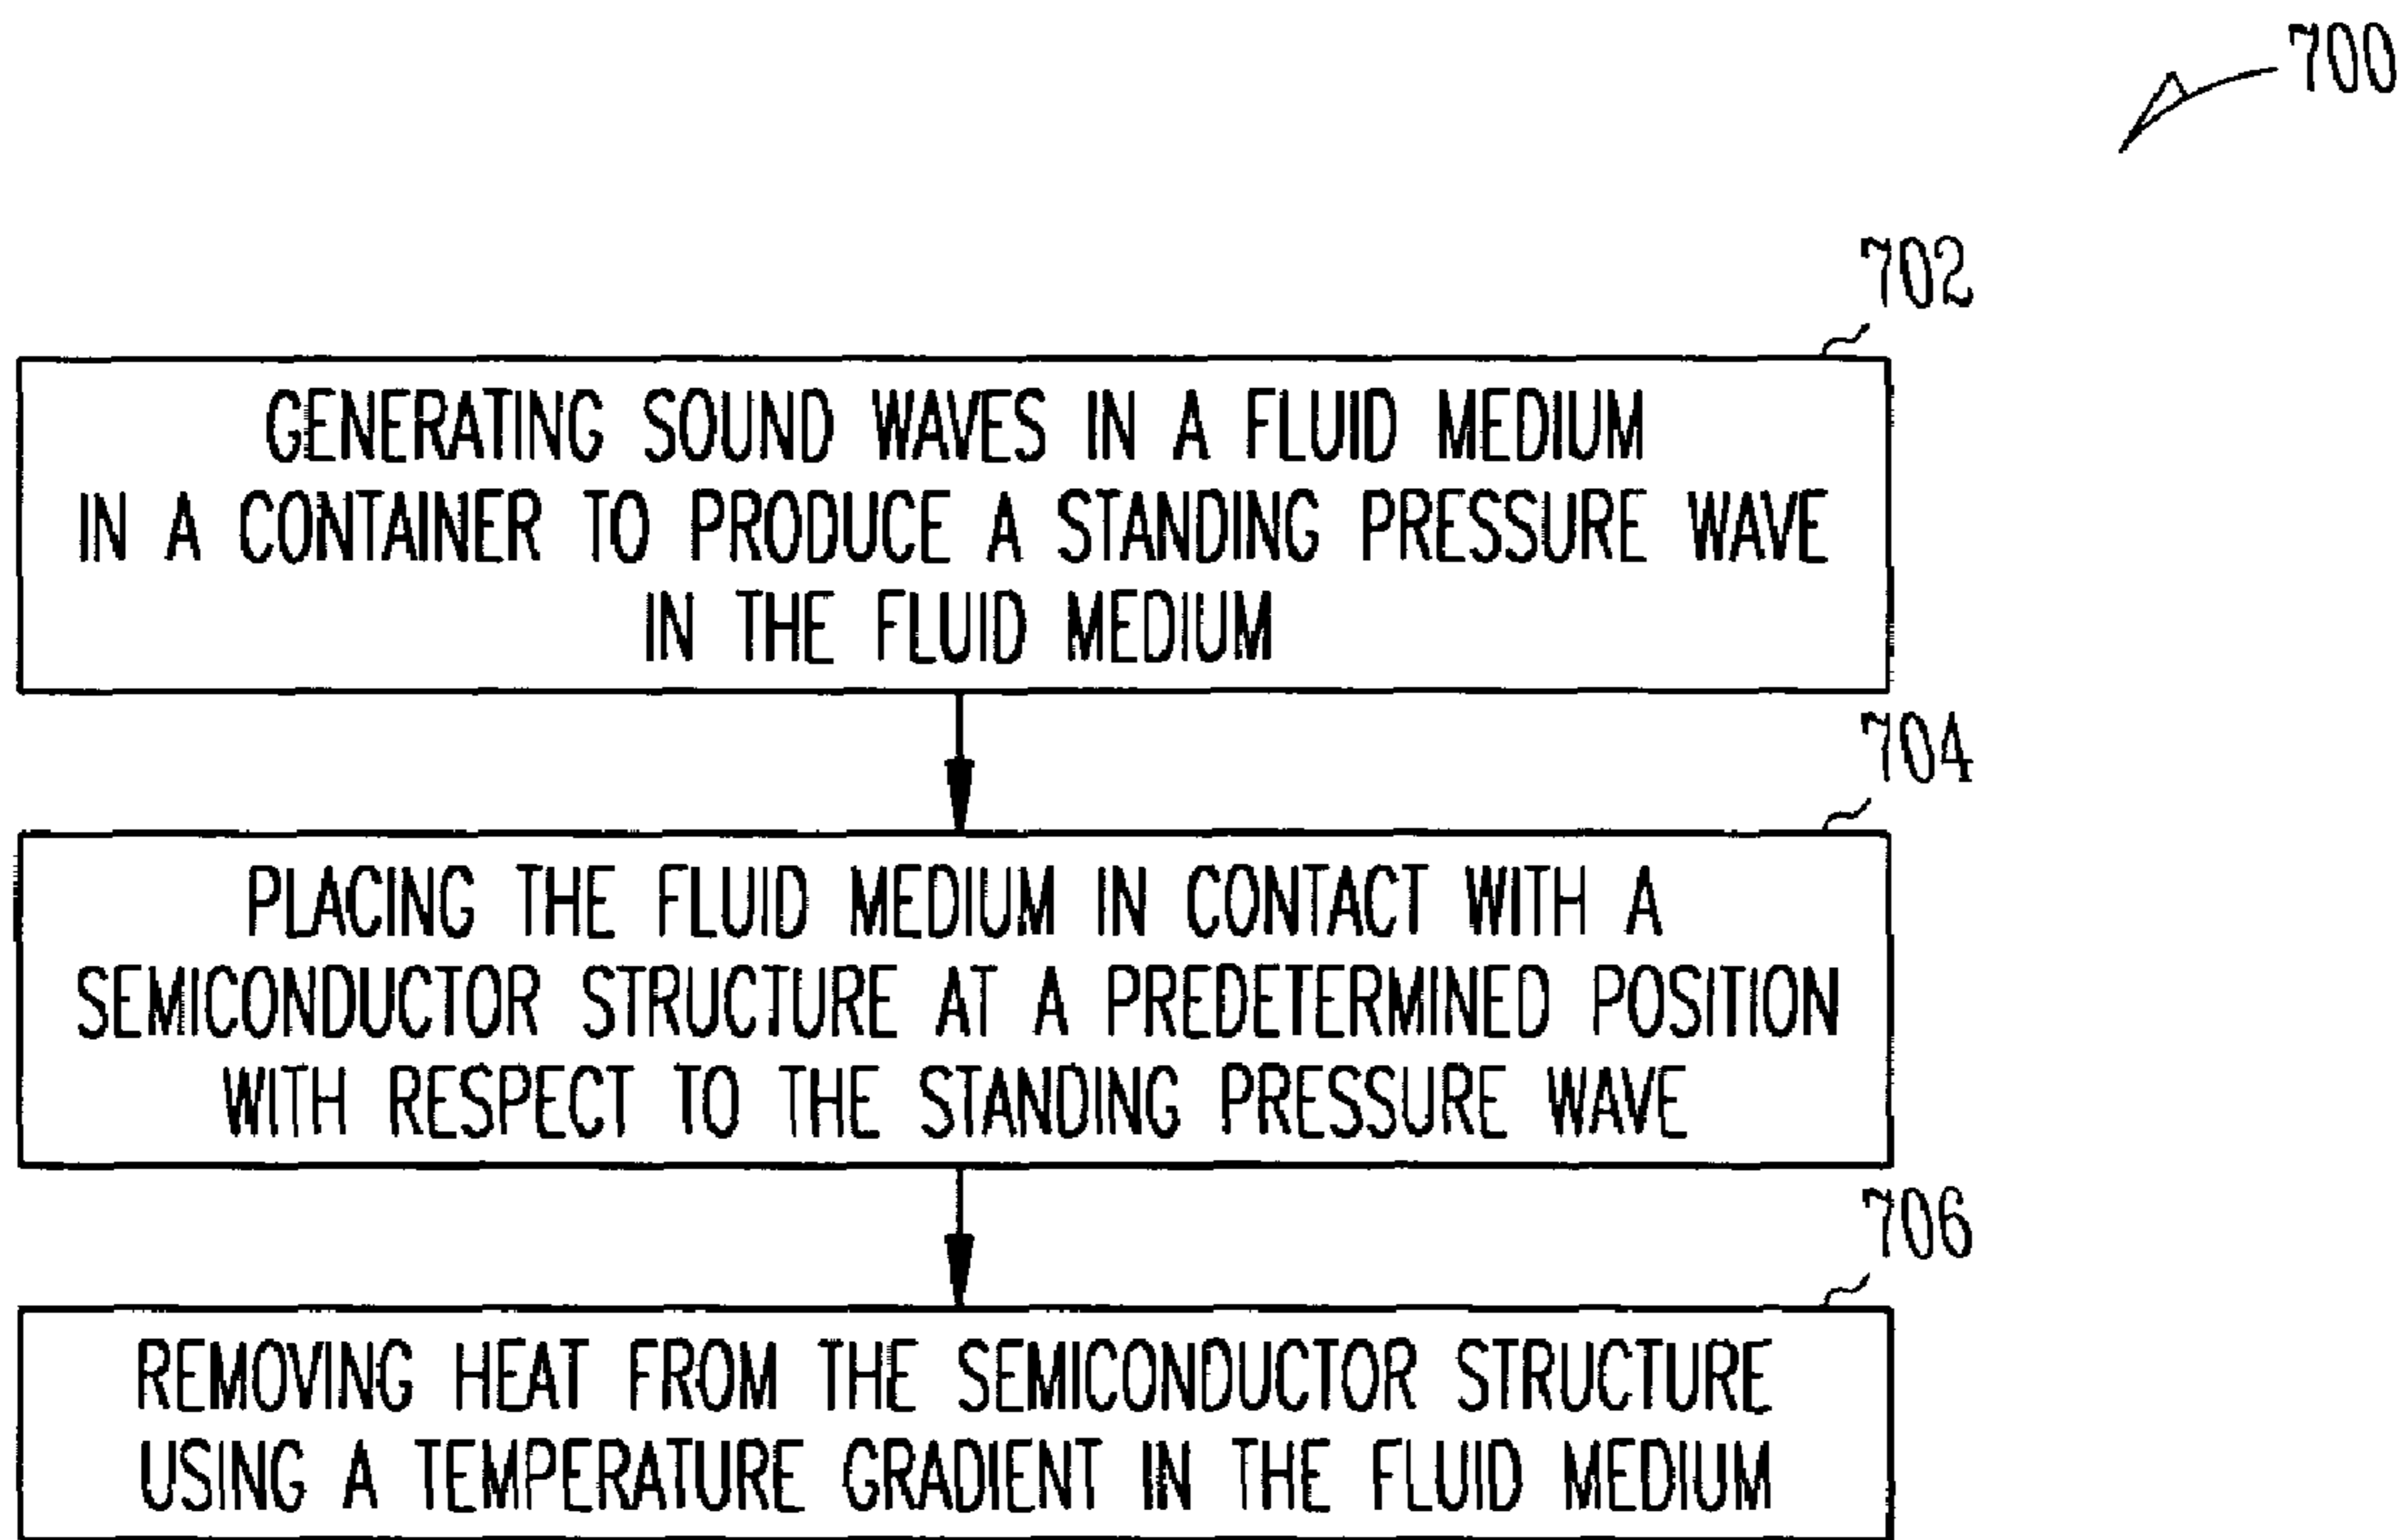 700
702
GENERATING SOUND WAVES IN A FLUID MEDIUM
IN A CONTAINER TO PRODUCE A STANDING PRESSURE WAVE
IN THE FLUID MEDIUM
704
PLACING THE FLUID MEDIUM IN CONTACT WITH A
SEMICONDUCTOR STRUCTURE AT A PREDETERMINED POSITION
WITH RESPECT TO THE STANDING PRESSURE WAVE
706
REMOVING HEAT FROM THE SEMICONDUCTOR STRUCTURE
USING A TEMPERATURE GRADIENT IN THE FLUID MEDIUM